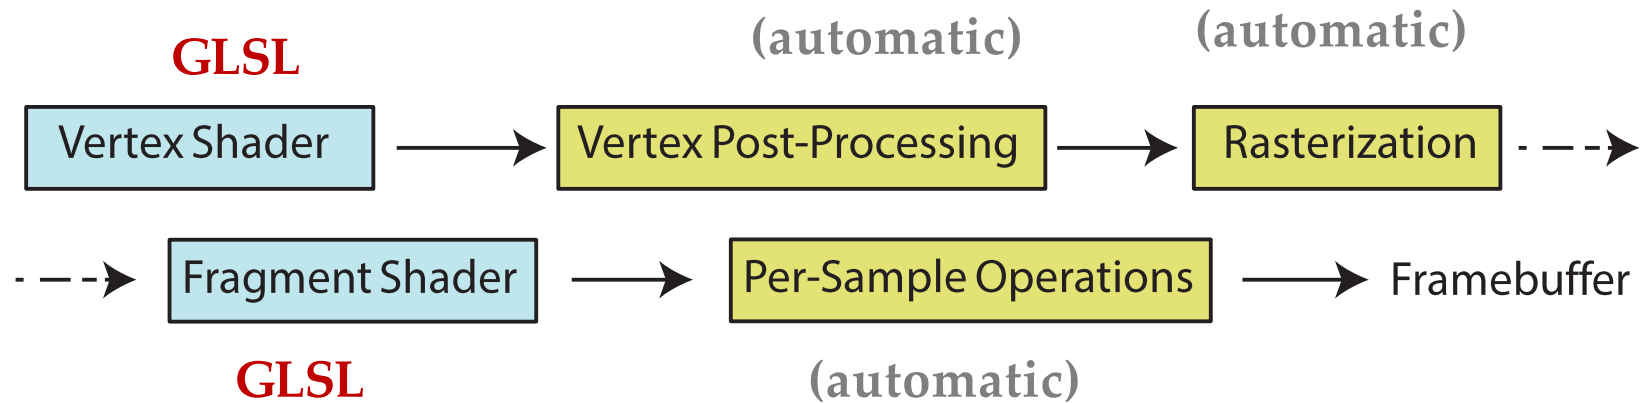 GLSL
(automatic)
(automatic)
Vertex Shader
Vertex Post-Processing
Rasterization
Fragment Shader
Per-Sample Operations
Framebuffer
GLSL
(automatic)